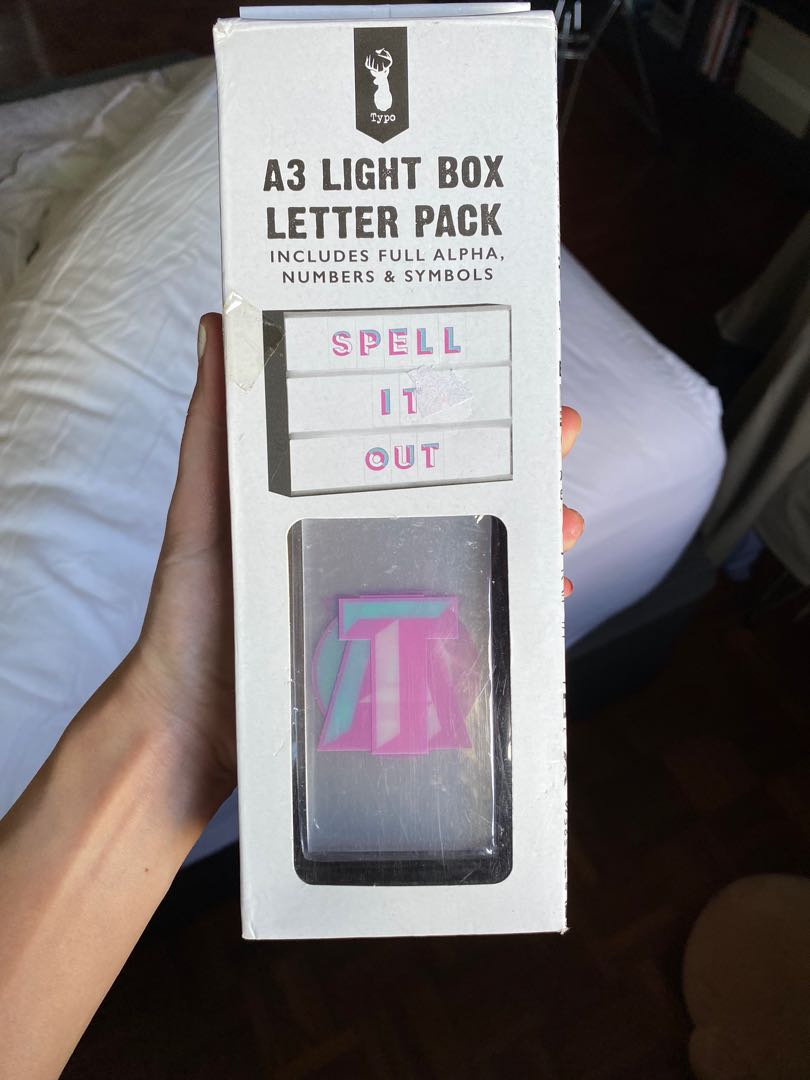 Typo
A3 LIGHT BOX
LETTER PACK
INCLUDES FULL ALPHA,
NUMBERS & SYMBOLS
SPELL
IT
OUT
T